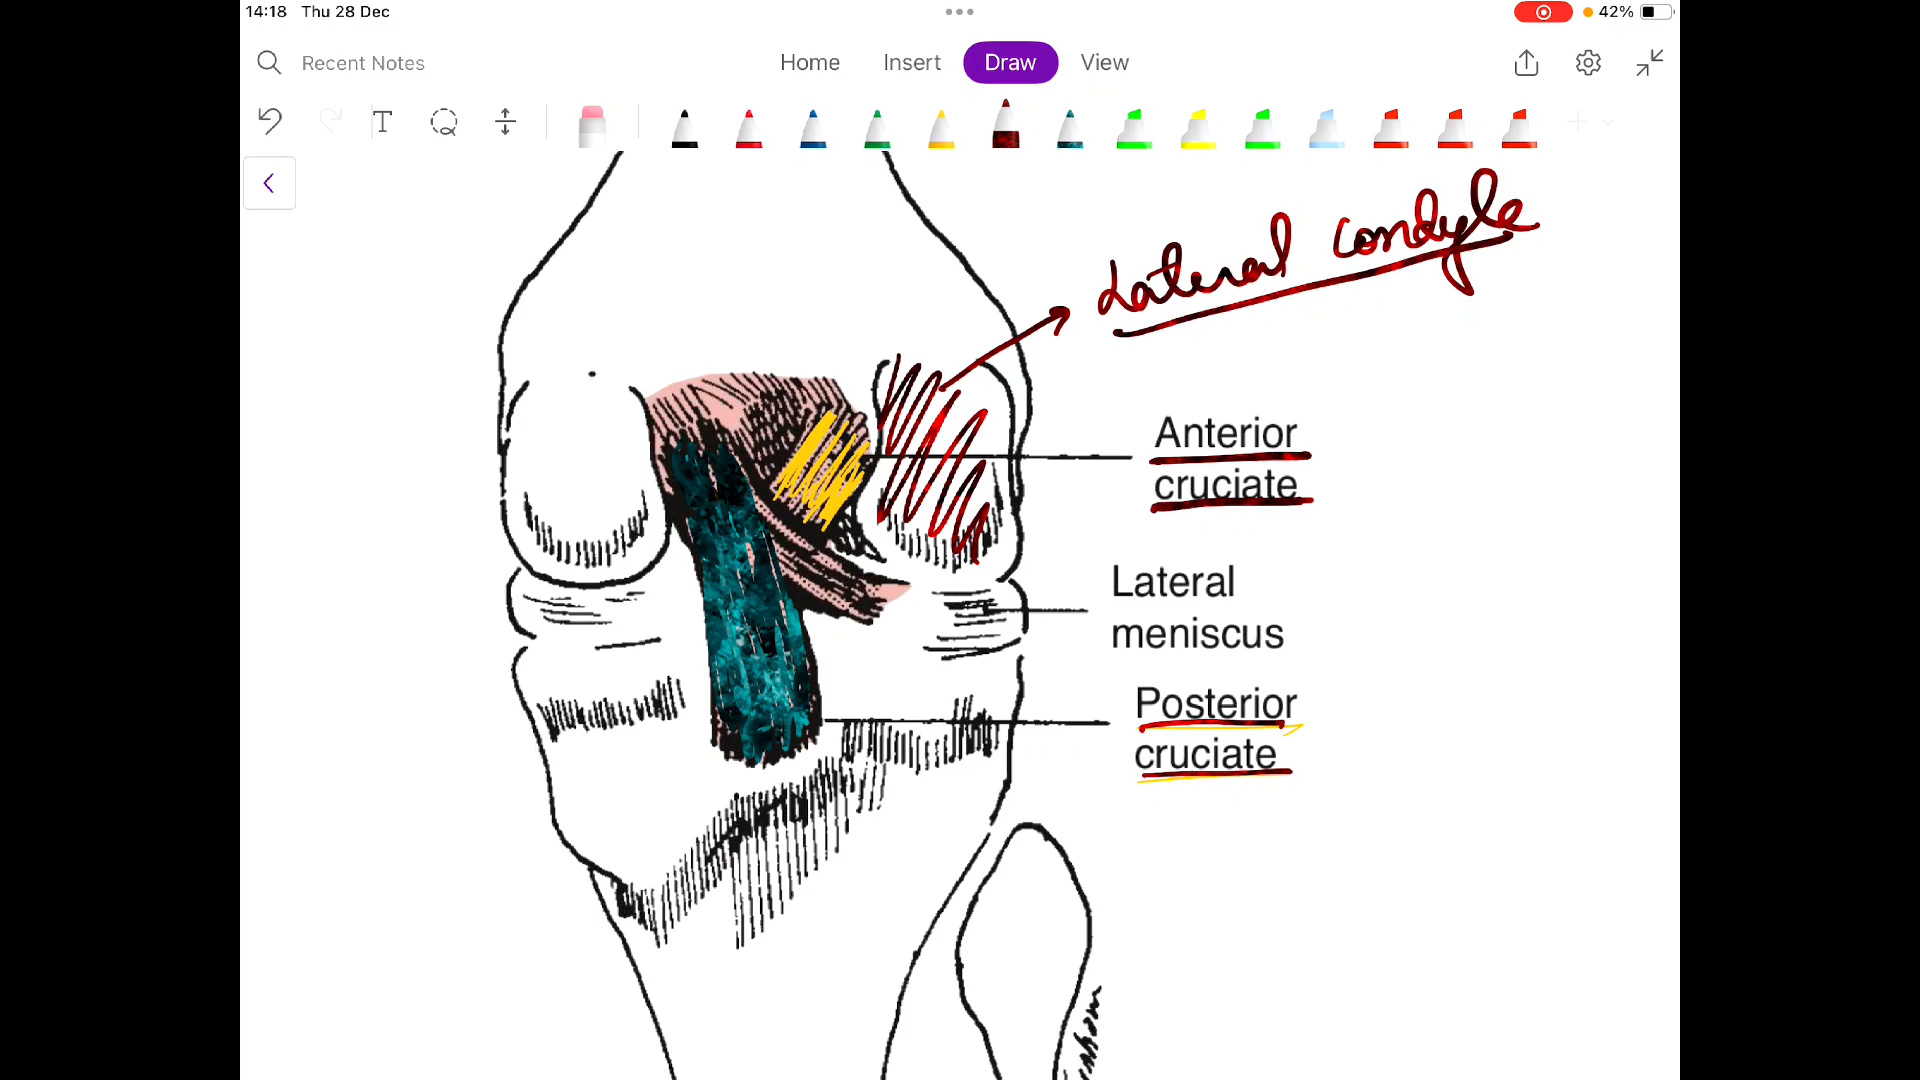 14:18 Thu 28 Dec
42%
Recent Notes
Home Insert Draw View
T
Lateral condyle
Anterior
cruciate
Lateral
meniscus
Posterior
cruciate